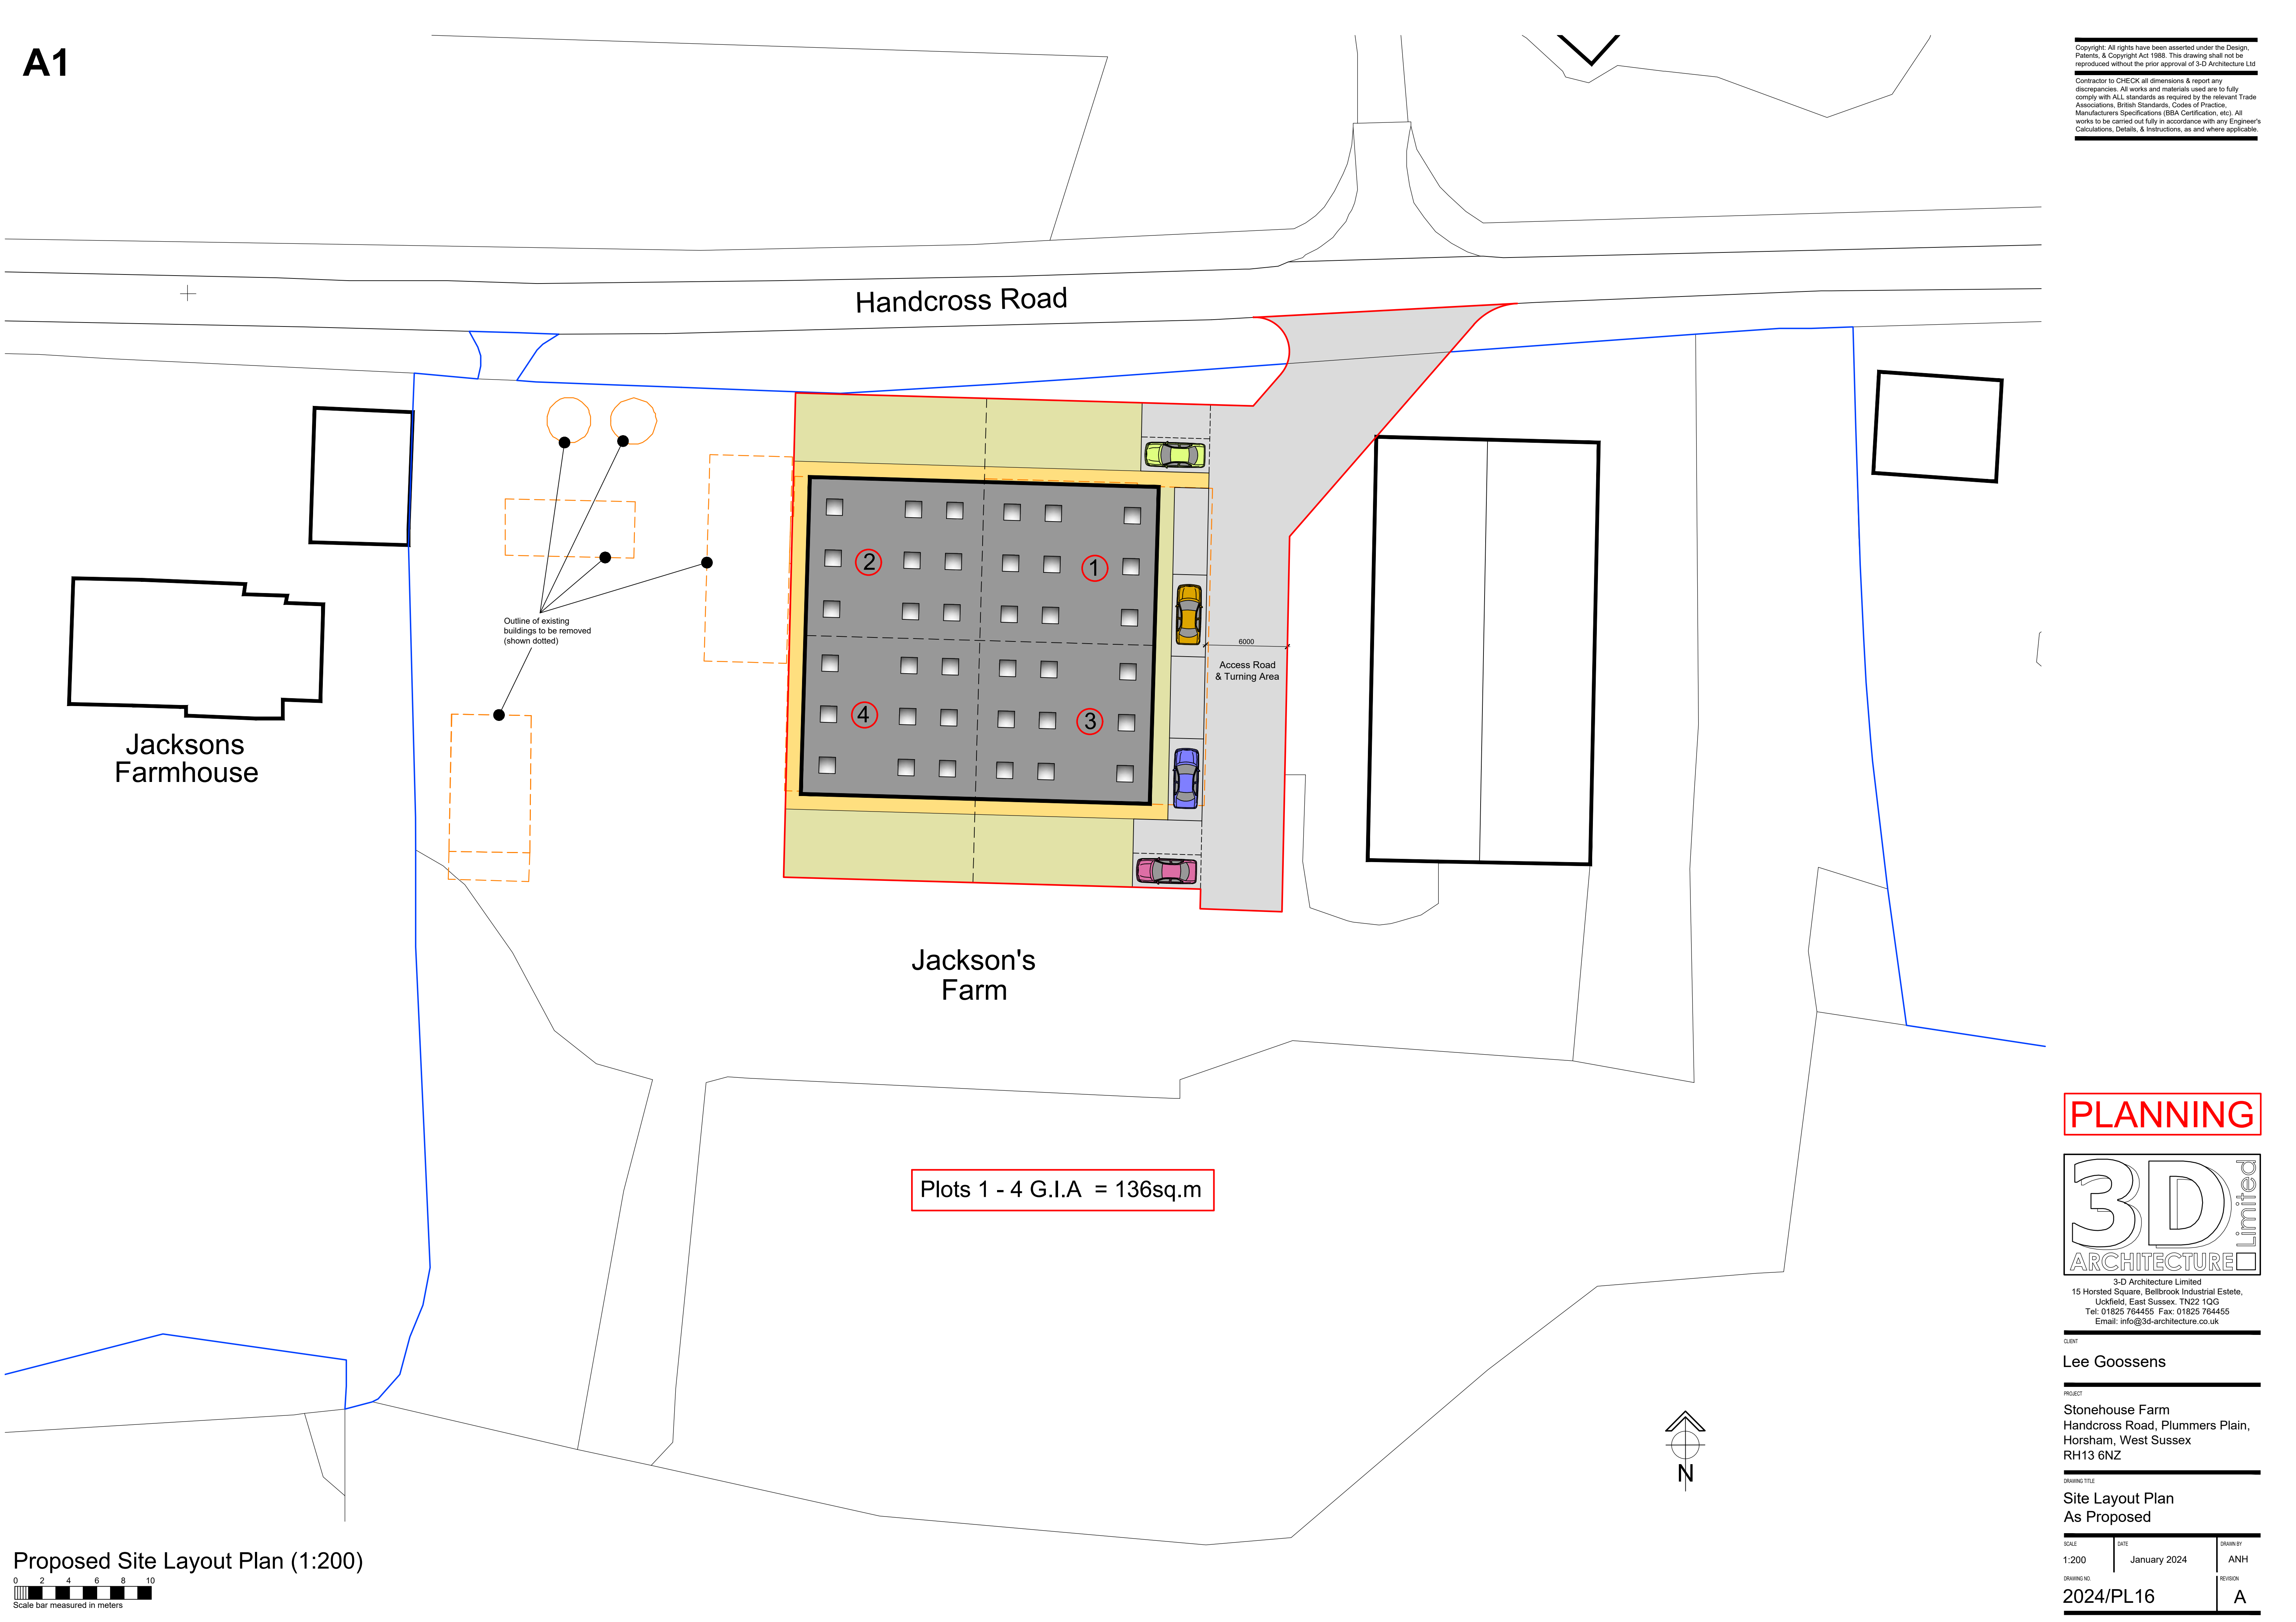 A1
Copyright: All rights have been asserted under the Design,
Patents, & Copyright Act 1988. This drawing shall not be
reproduced without the prior approval of 3-D Architecture Ltd
Contractor to CHECK all dimensions & report any
discrepancies. All works and materials used are to fully
comply with ALL standards as required by the relevant Trade
Associations, British Standards, Codes of Practice,
Manufacturers Specifications (BBA Certification, etc). All
works to be carried out fully in accordance with any Engineer's
Calculations, Details, & Instructions, as and where applicable.
Handcross Road
2
1
Outline of existing
buildings to be removed
(shown dotted)
6000
Access Road
& Turning Area
4
3
Jacksons
Farmhouse
Jackson's
Farm
Plots 1 - 4 G.I.A = 136sq.m
N
Proposed Site Layout Plan (1:200)
0 2 4 6 8 10
Scale bar measured in meters
PLANNING
3D
Limited
ARCHITECTURE
3-D Architecture Limited
15 Horsted Square, Bellbrook Industrial Estete,
Uckfield, East Sussex. TN22 1QG
Tel: 01825 764455 Fax: 01825 764455
Email: info@3d-architecture.co.uk
CLIENT
Lee Goossens
PROJECT
Stonehouse Farm
Handcross Road, Plummers Plain,
Horsham, West Sussex
RH13 6NZ
DRAWING TITLE
Site Layout Plan
As Proposed
SCALE DATE DRAWN BY
1:200 January 2024 ANH
DRAWING NO. REVISION
2024/PL16 A